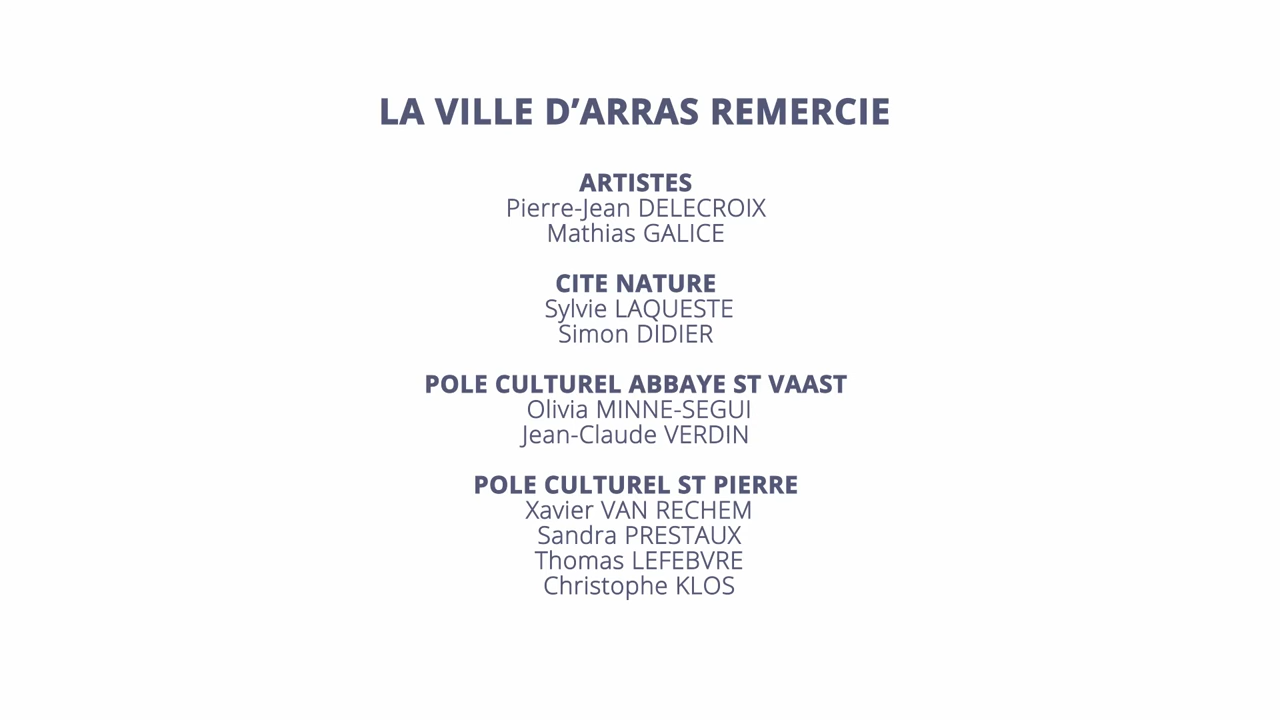 LA VILLE D’ARRAS REMERCIE
ARTISTES
Pierre-Jean DELECROIX
Mathias GALICE
CITE NATURE
Sylvie LAQUESTE
Simon DIDIER
POLE CULTUREL ABBAYE ST VAAST
Olivia MINNE-SEGUI
Jean-Claude VERDIN
POLE CULTUREL ST PIERRE
Xavier VAN RECHEM
Sandra PRESTAUX
Thomas LEFEBVRE
Christophe KLOS